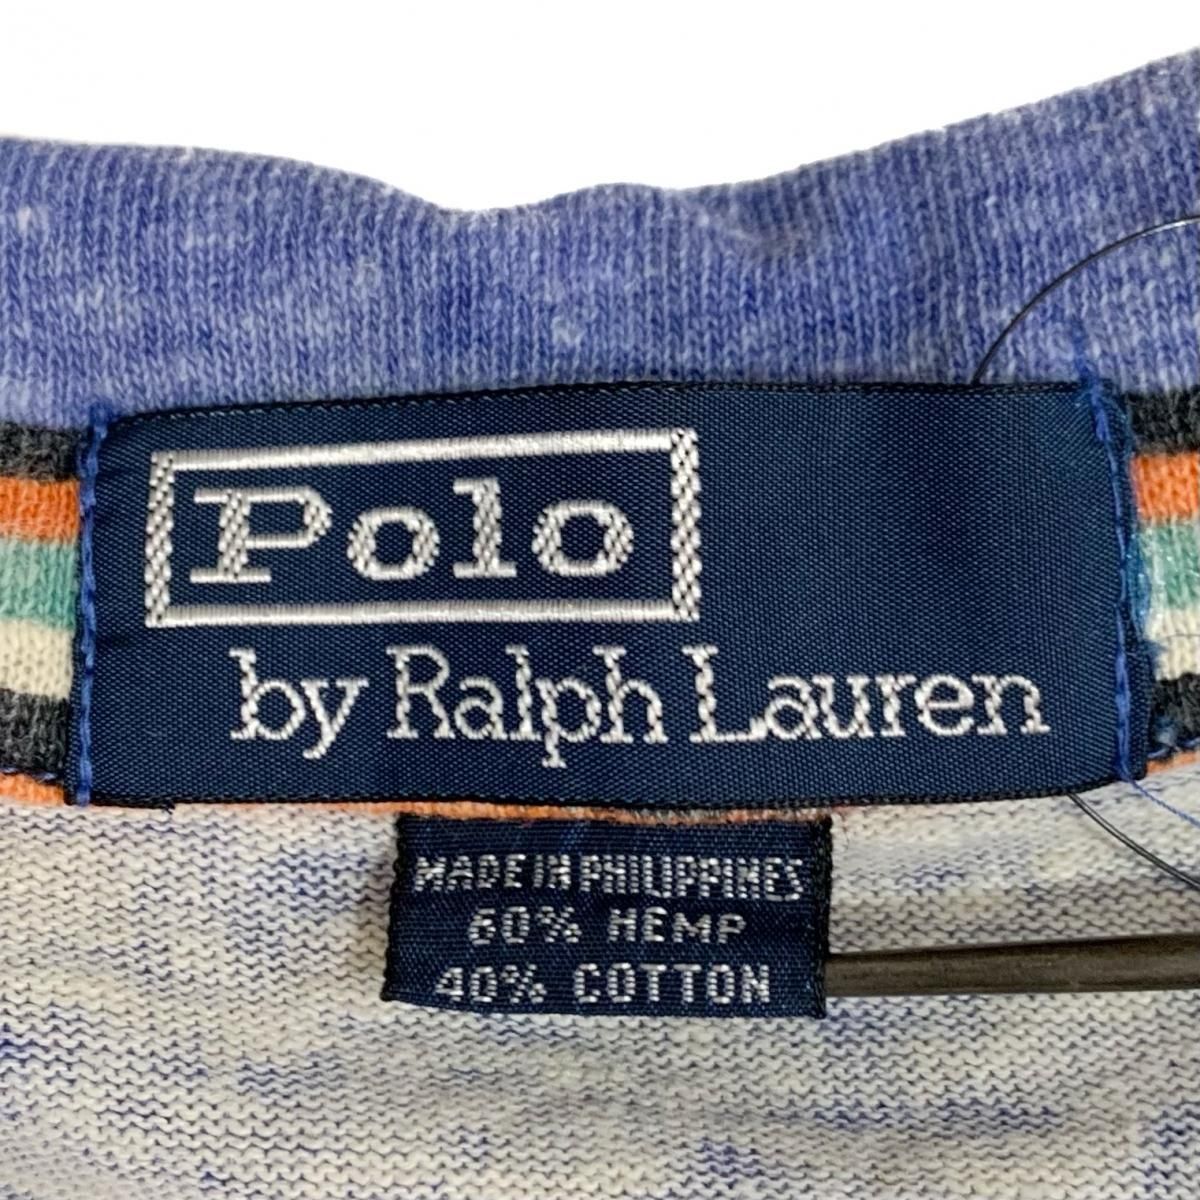 Polo
by Ralph Lauren
MADE IN PHILIPPINES
60% HEMP
40% COTTON